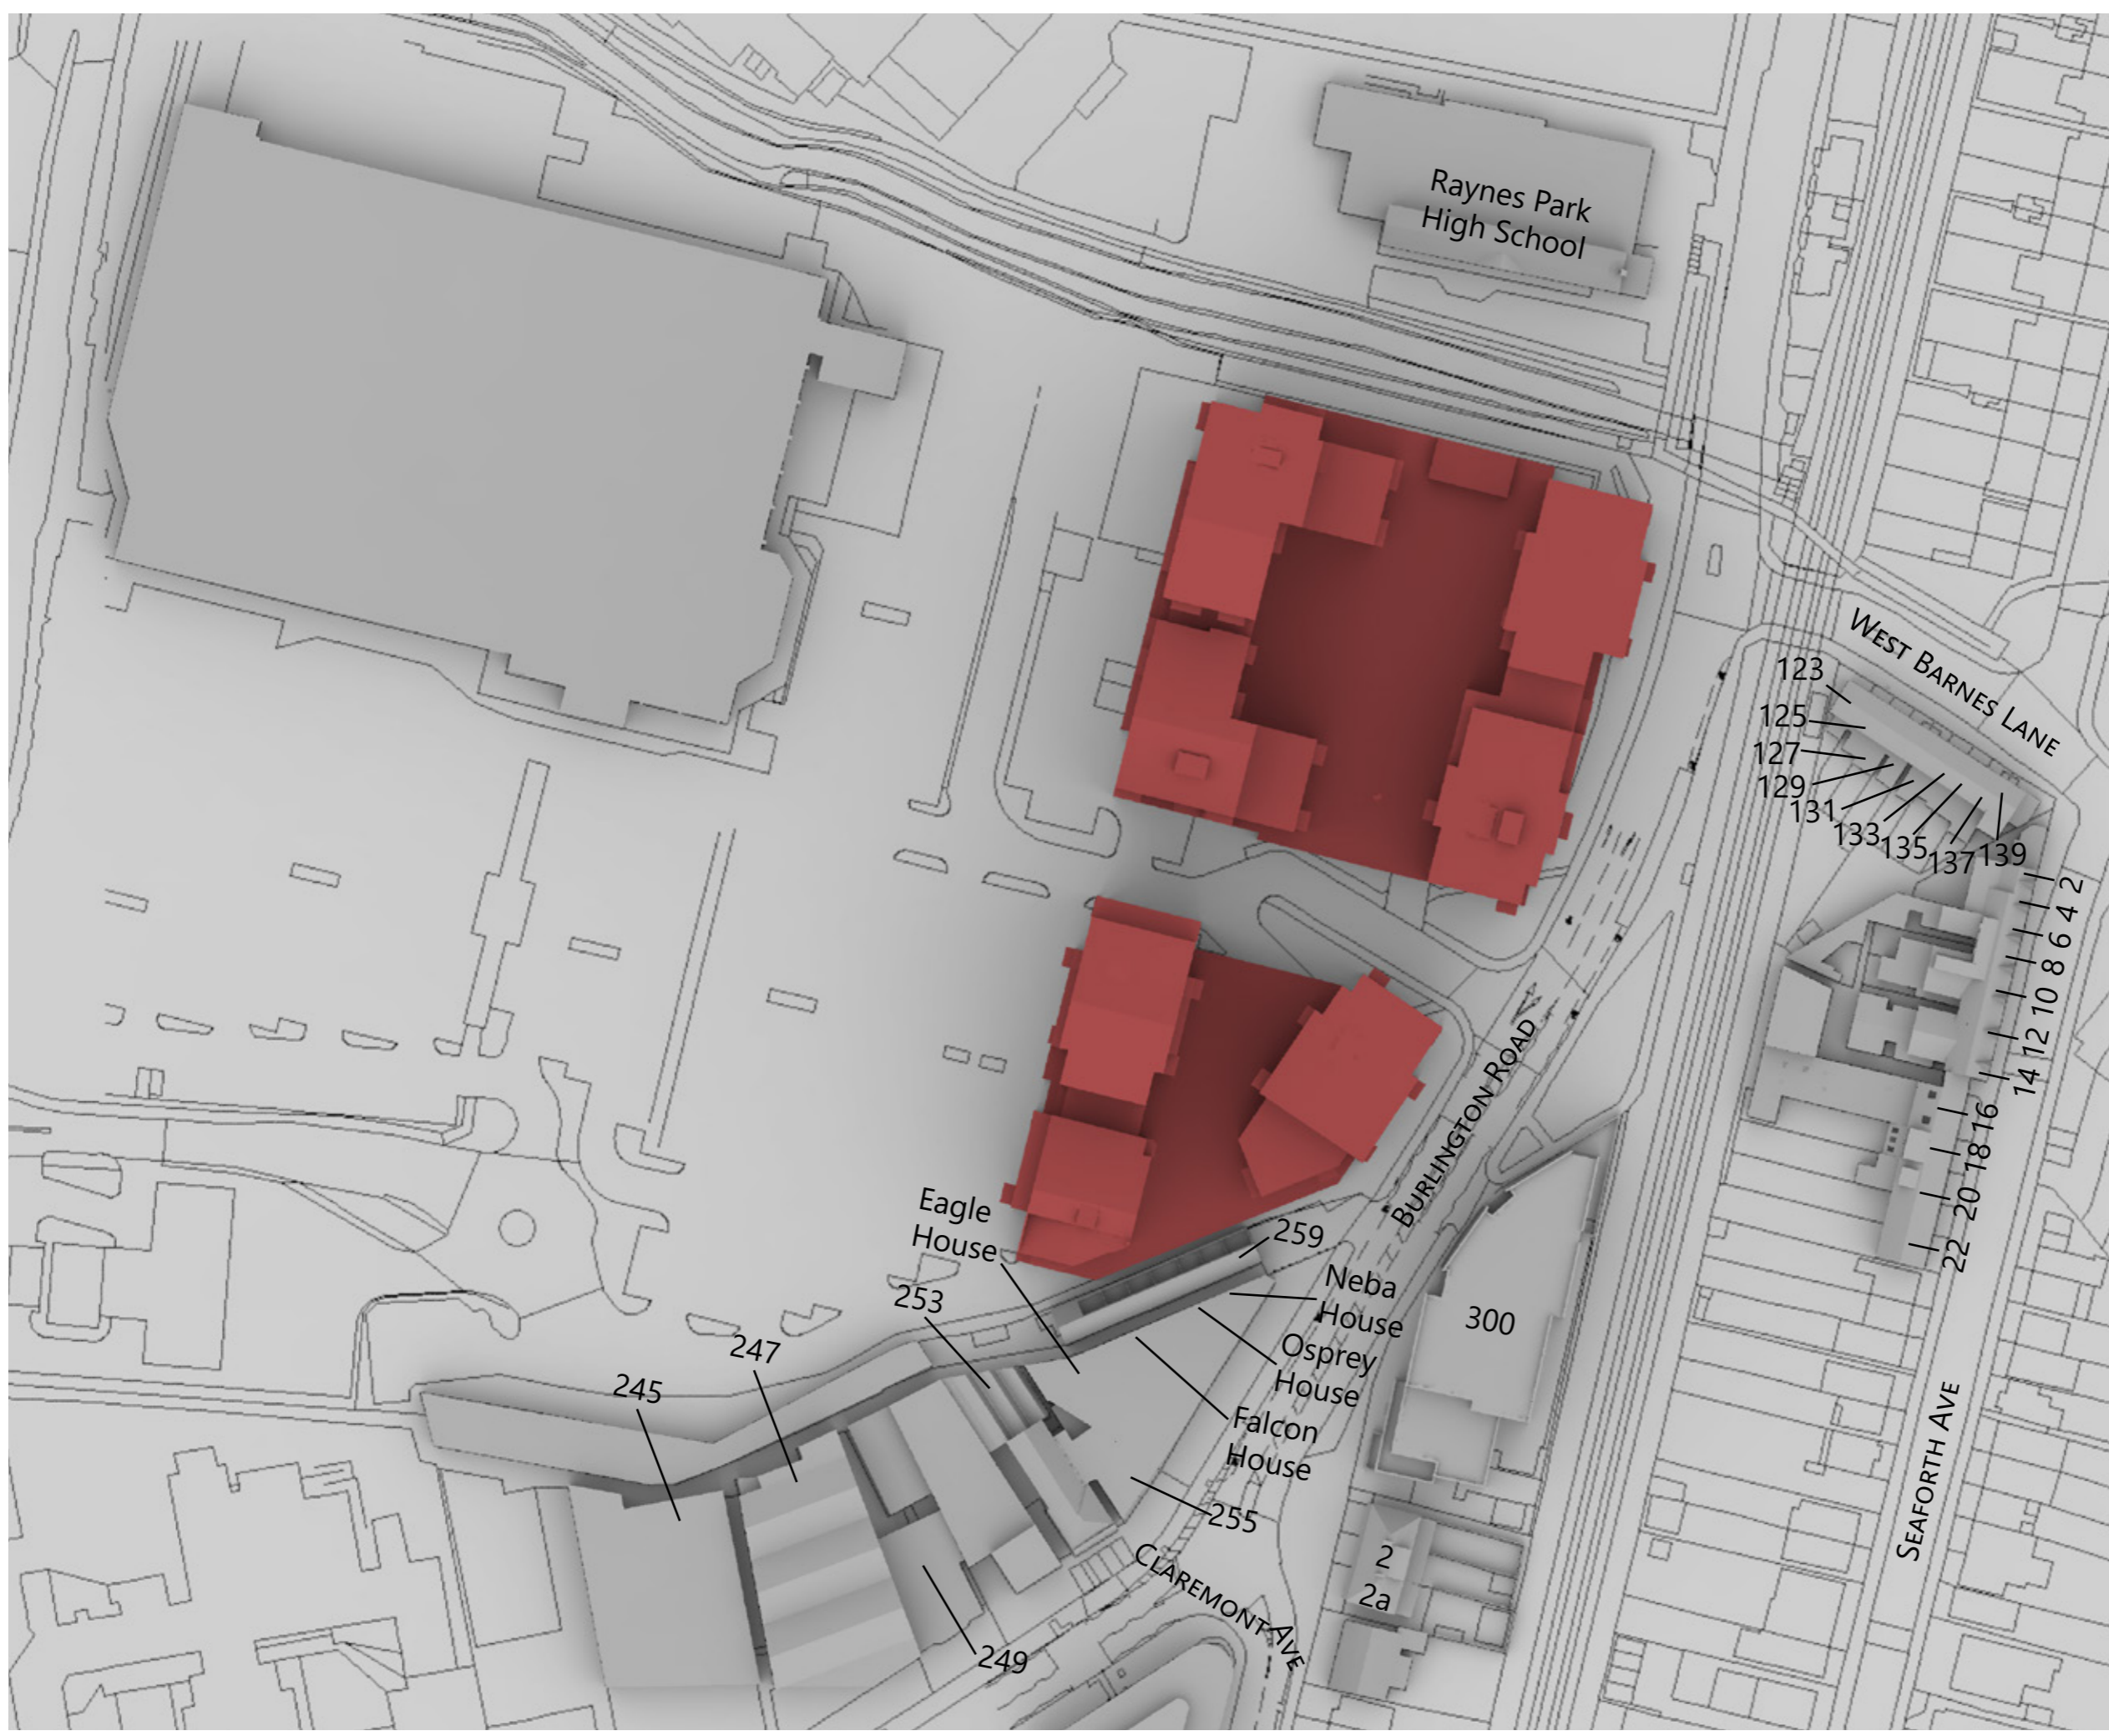 Raynes Park
High School
WEST BARNES LANE
123
125
127
129
131
133
135
137
139
2
4
6
8
10
12
14
16
18
20
22
BURLINGTON ROAD
Eagle
House
259
Neba
House
253
300
Osprey
House
247
245
Falcon
House
SEAFORTH AVE
255
2
2a
CLAREMONT AVE
249